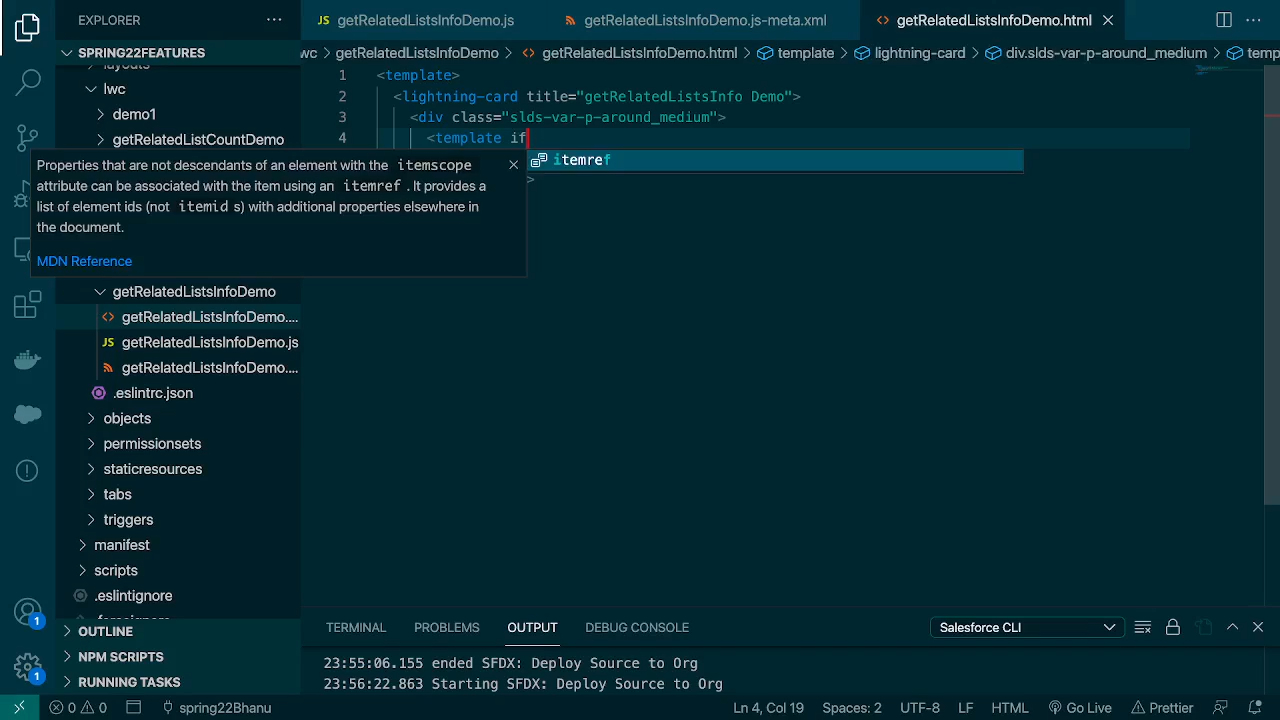 EXPLORER
getRelatedListsInfoDemo.js
getRelatedListsInfoDemo.js-meta.xml
getRelatedListsInfoDemo.html
SPRING22FEATURES
wc > getRelatedListsInfoDemo > getRelatedListsInfoDemo.html > template > lightning-card > div.slds-var-p-around_medium > temp
layouts
lwc
demo1
getRelatedListCountDemo
1 <template>
2 <lightning-card title="getRelatedListsInfo Demo">
3 <div class="slds-var-p-around_medium">
4 <template if
itemref
>
Properties that are not descendants of an element with the itemscope
attribute can be associated with the item using an itemref . It provides a
list of element ids (not itemid s) with additional properties elsewhere in
the document.
MDN Reference
getRelatedListsInfoDemo
getRelatedListsInfoDemo....
JS getRelatedListsInfoDemo.js
getRelatedListsInfoDemo....
.eslintrc.json
objects
permissionsets
staticresources
tabs
triggers
manifest
scripts
.eslintignore
OUTLINE
NPM SCRIPTS
RUNNING TASKS
1
1
TERMINAL
PROBLEMS
OUTPUT
DEBUG CONSOLE
Salesforce CLI
23:55:06.155 ended SFDX: Deploy Source to Org
23:56:22.863 Starting SFDX: Deploy Source to Org
0 0
spring22Bhanu
Ln 4, Col 19
Spaces: 2
UTF-8
LF
HTML
Go Live
Prettier